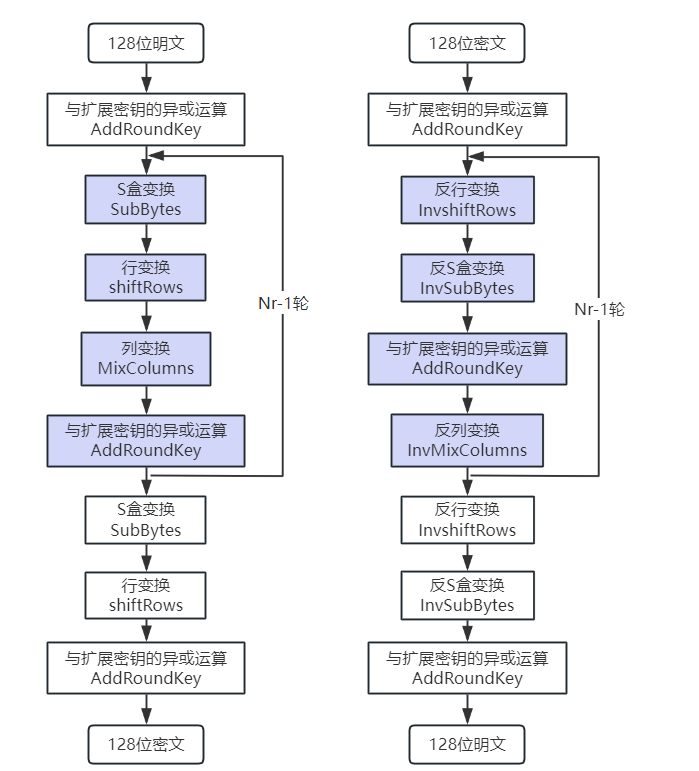 128位明文
与扩展密钥的异或运算
AddRoundKey
S盒变换
SubBytes
行变换
shiftRows
Nr-1轮
列变换
MixColumns
与扩展密钥的异或运算
AddRoundKey
S盒变换
SubBytes
行变换
shiftRows
与扩展密钥的异或运算
AddRoundKey
128位密文
128位密文
与扩展密钥的异或运算
AddRoundKey
反行变换
InvshiftRows
反S盒变换
InvSubBytes
Nr-1轮
与扩展密钥的异或运算
AddRoundKey
反列变换
InvMixColumns
反行变换
InvshiftRows
反S盒变换
InvSubBytes
与扩展密钥的异或运算
AddRoundKey
128位明文